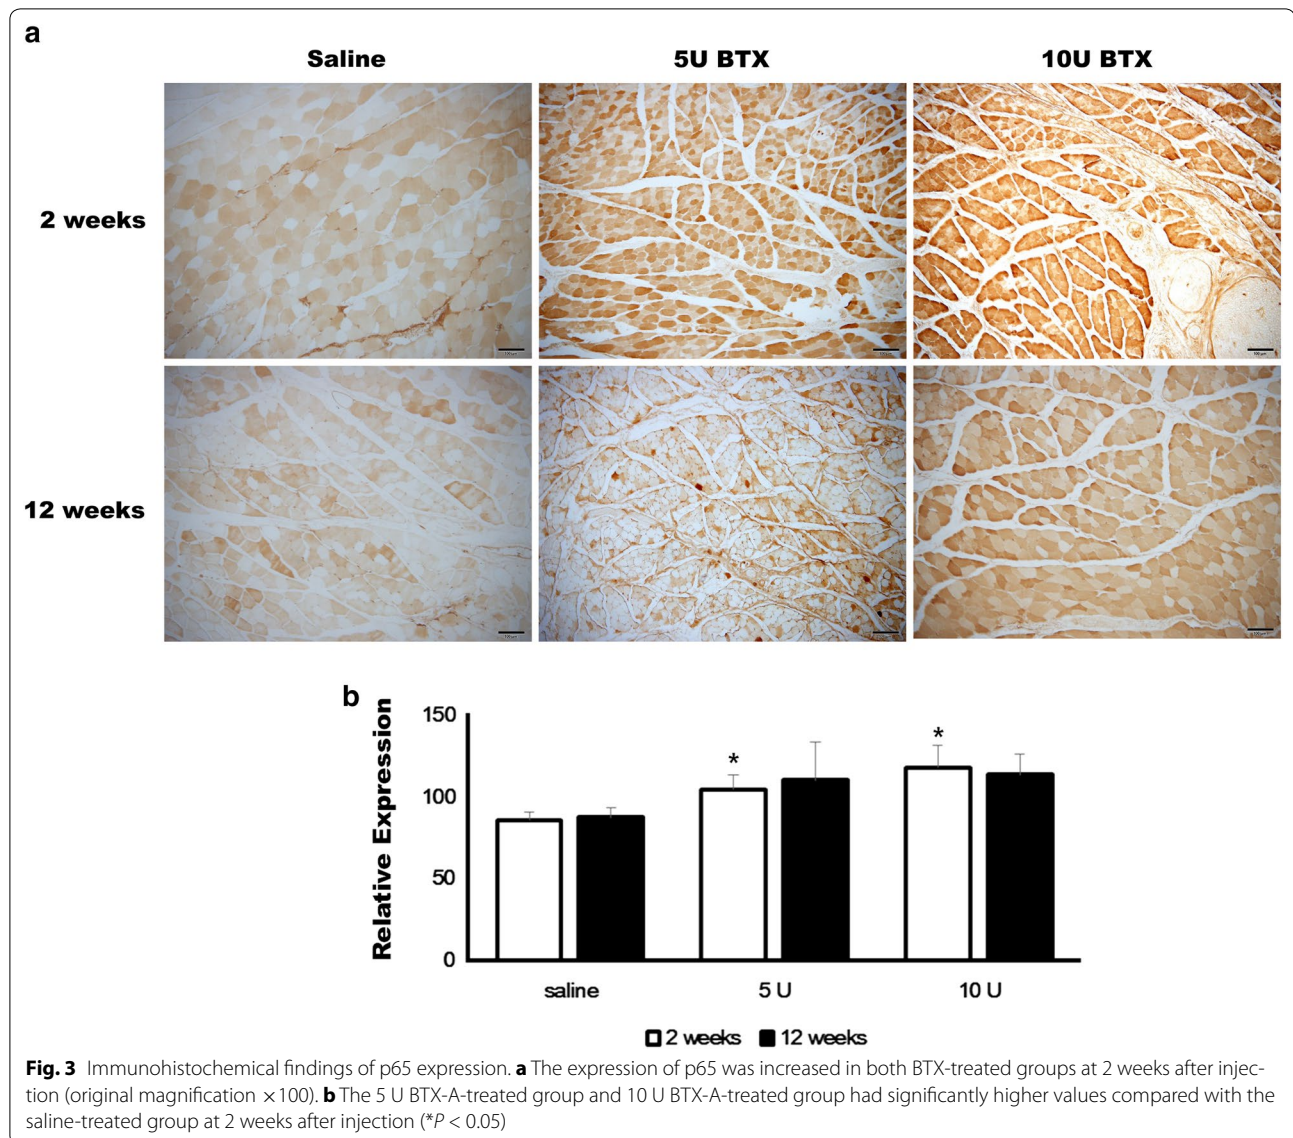 a
Saline 5U BTX 10U BTX
2 weeks
12 weeks
b
Relative Expression
150
100
50
0
* *
saline 5 U 10 U
2 weeks 12 weeks
Fig. 3 Immunohistochemical findings of p65 expression. a The expression of p65 was increased in both BTX-treated groups at 2 weeks after injec-
tion (original magnification ×100). b The 5 U BTX-A-treated group and 10 U BTX-A-treated group had significantly higher values compared with the
saline-treated group at 2 weeks after injection (*P < 0.05)